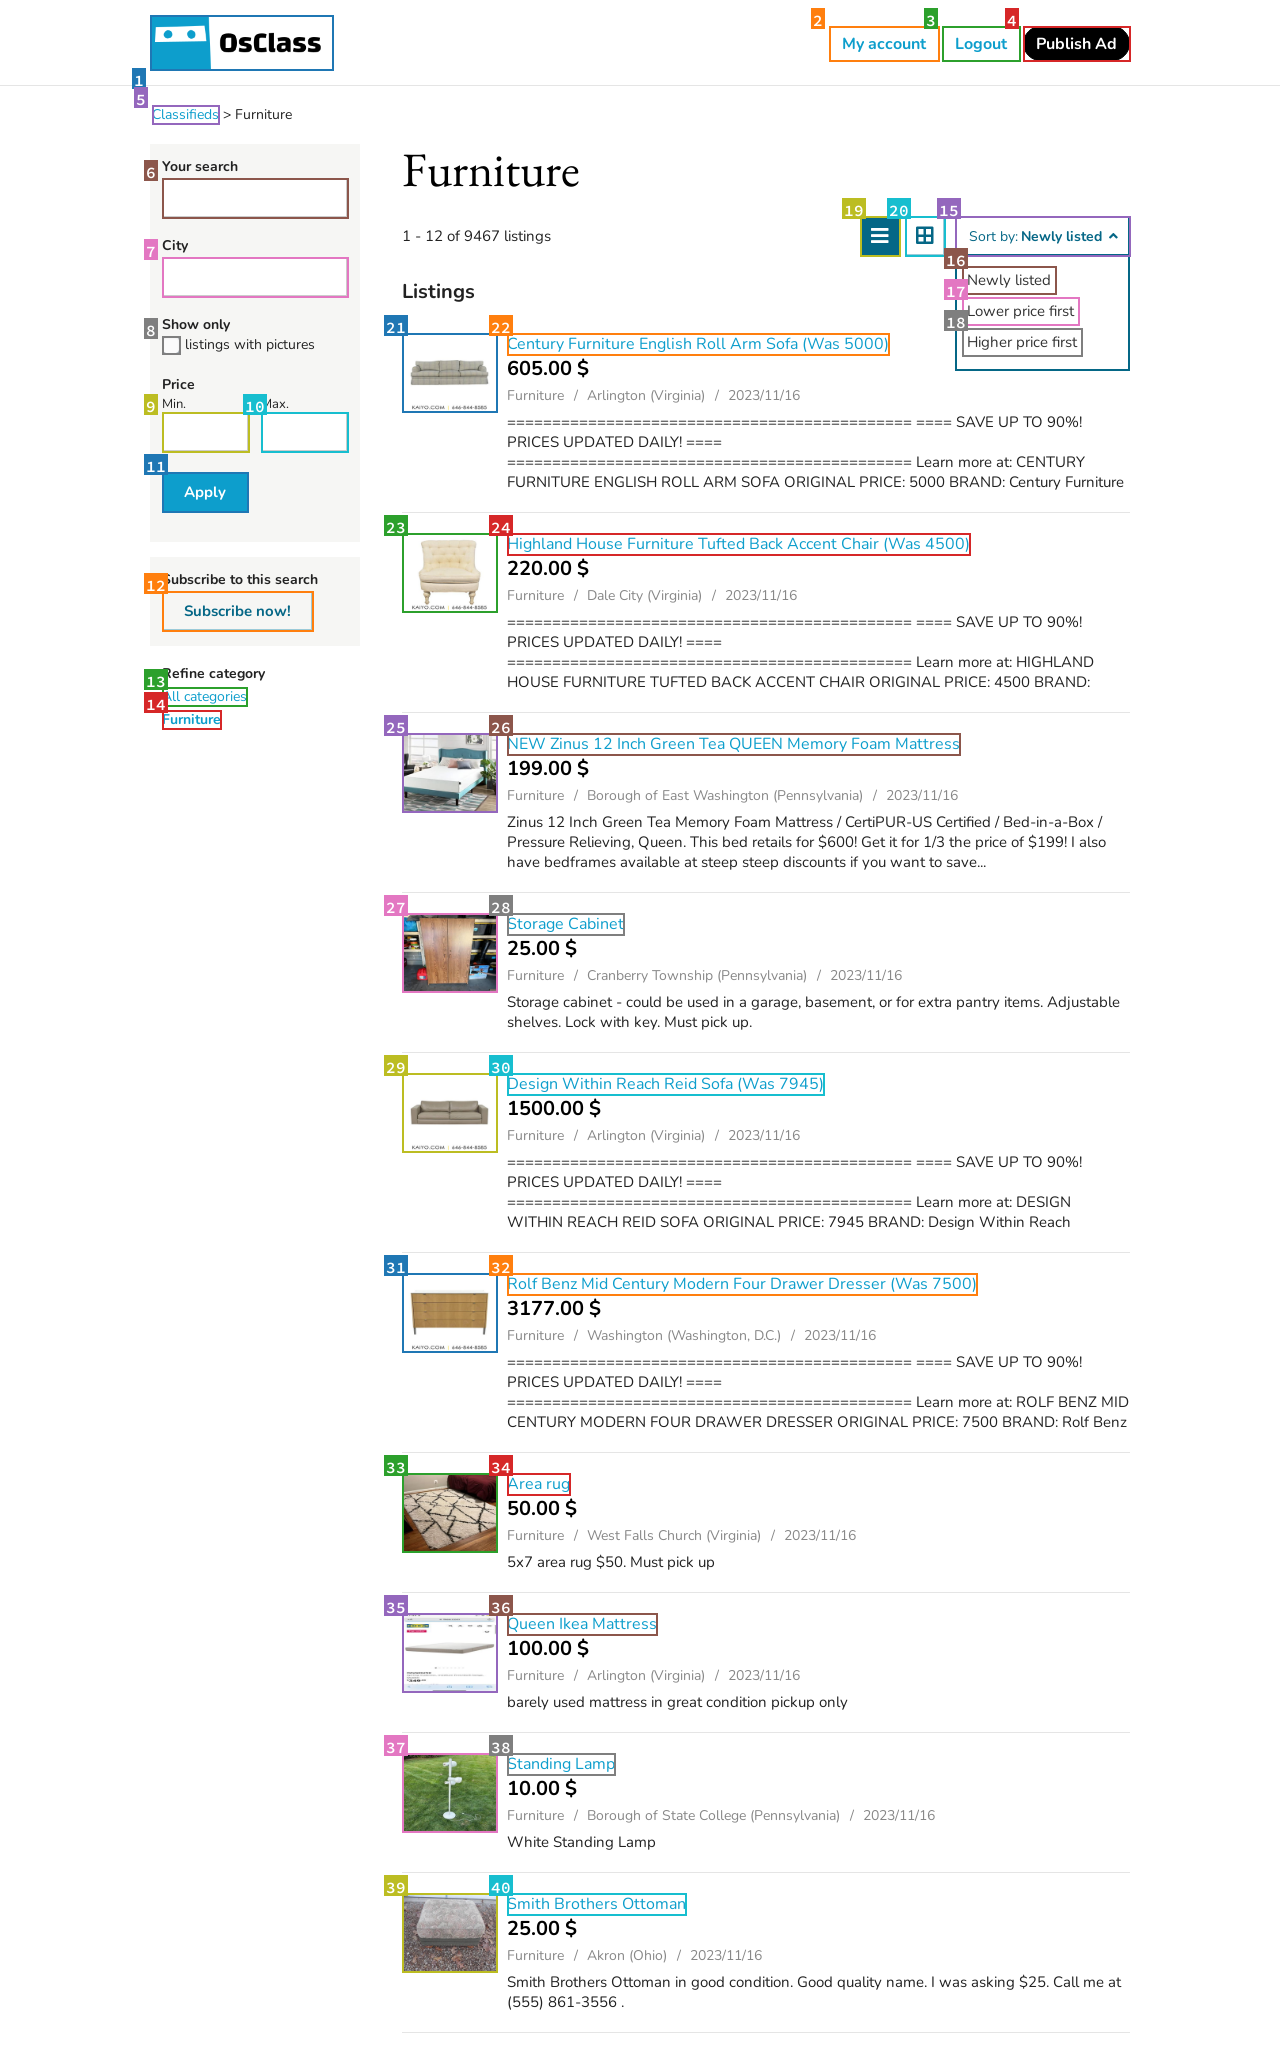 OsClass
1
2
My account
3
Logout
4
Publish Ad
5
Classifieds > Furniture
6
Your search
7
City
8
Show only
listings with pictures
Price
9
Min.
10
Max.
11
Apply
12
Subscribe to this search
Subscribe now!
Refine category
13
All categories
14
Furniture
Furniture
1 - 12 of 9467 listings
19
20
15
Sort by: Newly listed
16
Newly listed
17
Lower price first
18
Higher price first
Listings
21
22
KAIYO.COM | 646-844-8585
Century Furniture English Roll Arm Sofa (Was 5000)
605.00 $
Furniture / Arlington (Virginia) / 2023/11/16
============================================= ==== SAVE UP TO 90%!
PRICES UPDATED DAILY! ====
============================================= Learn more at: CENTURY
FURNITURE ENGLISH ROLL ARM SOFA ORIGINAL PRICE: 5000 BRAND: Century Furniture
23
24
KAIYO.COM | 646-844-8585
Highland House Furniture Tufted Back Accent Chair (Was 4500)
220.00 $
Furniture / Dale City (Virginia) / 2023/11/16
============================================= ==== SAVE UP TO 90%!
PRICES UPDATED DAILY! ====
============================================= Learn more at: HIGHLAND
HOUSE FURNITURE TUFTED BACK ACCENT CHAIR ORIGINAL PRICE: 4500 BRAND:
25
26
NEW Zinus 12 Inch Green Tea QUEEN Memory Foam Mattress
199.00 $
Furniture / Borough of East Washington (Pennsylvania) / 2023/11/16
Zinus 12 Inch Green Tea Memory Foam Mattress / CertiPUR-US Certified / Bed-in-a-Box /
Pressure Relieving, Queen. This bed retails for $600! Get it for 1/3 the price of $199! I also
have bedframes available at steep steep discounts if you want to save...
27
28
Storage Cabinet
25.00 $
Furniture / Cranberry Township (Pennsylvania) / 2023/11/16
Storage cabinet - could be used in a garage, basement, or for extra pantry items. Adjustable
shelves. Lock with key. Must pick up.
29
30
KAIYO.COM | 646-844-8585
Design Within Reach Reid Sofa (Was 7945)
1500.00 $
Furniture / Arlington (Virginia) / 2023/11/16
============================================= ==== SAVE UP TO 90%!
PRICES UPDATED DAILY! ====
============================================= Learn more at: DESIGN
WITHIN REACH REID SOFA ORIGINAL PRICE: 7945 BRAND: Design Within Reach
31
32
KAIYO.COM | 646-844-8585
Rolf Benz Mid Century Modern Four Drawer Dresser (Was 7500)
3177.00 $
Furniture / Washington (Washington, D.C.) / 2023/11/16
============================================= ==== SAVE UP TO 90%!
PRICES UPDATED DAILY! ====
============================================= Learn more at: ROLF BENZ MID
CENTURY MODERN FOUR DRAWER DRESSER ORIGINAL PRICE: 7500 BRAND: Rolf Benz
33
34
Area rug
50.00 $
Furniture / West Falls Church (Virginia) / 2023/11/16
5x7 area rug $50. Must pick up
35
36
Queen Ikea Mattress
100.00 $
Furniture / Arlington (Virginia) / 2023/11/16
barely used mattress in great condition pickup only
37
38
Standing Lamp
10.00 $
Furniture / Borough of State College (Pennsylvania) / 2023/11/16
White Standing Lamp
39
40
Smith Brothers Ottoman
25.00 $
Furniture / Akron (Ohio) / 2023/11/16
Smith Brothers Ottoman in good condition. Good quality name. I was asking $25. Call me at
(555) 861-3556 .